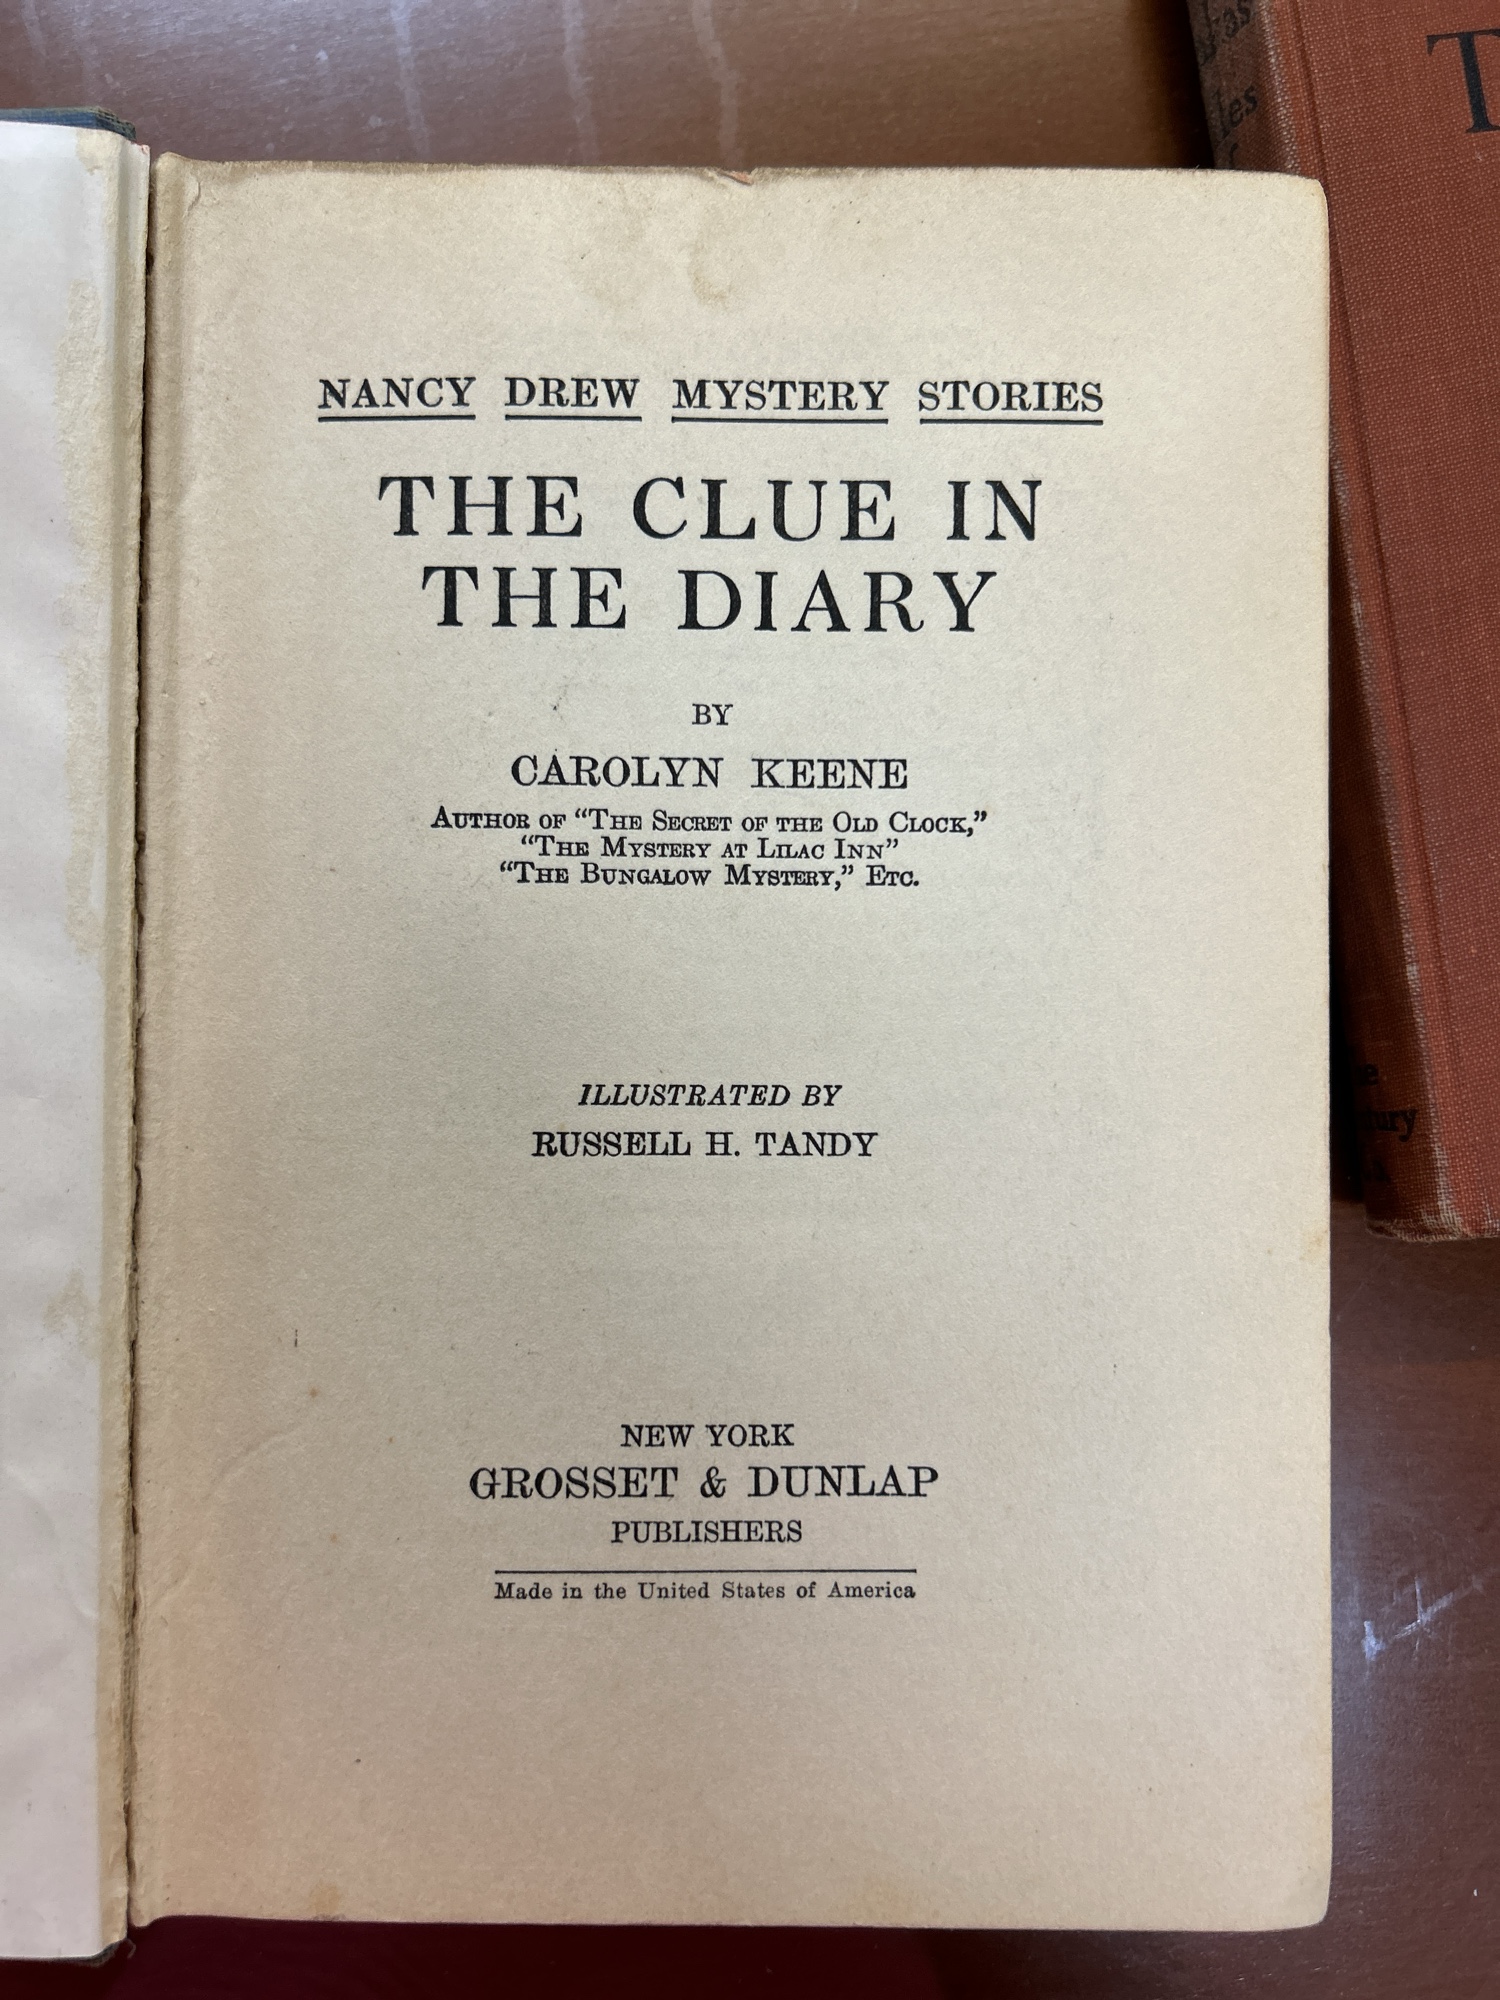 NANCY DREW MYSTERY STORIES
THE CLUE IN
THE DIARY
BY
CAROLYN KEENE
AUTHOR OF “THE SECRET OF THE OLD CLOCK,”
“THE MYSTERY AT LILAC INN”
“THE BUNGALOW MYSTERY,” ETC.
ILLUSTRATED BY
RUSSELL H. TANDY
NEW YORK
GROSSET & DUNLAP
PUBLISHERS
Made in the United States of America